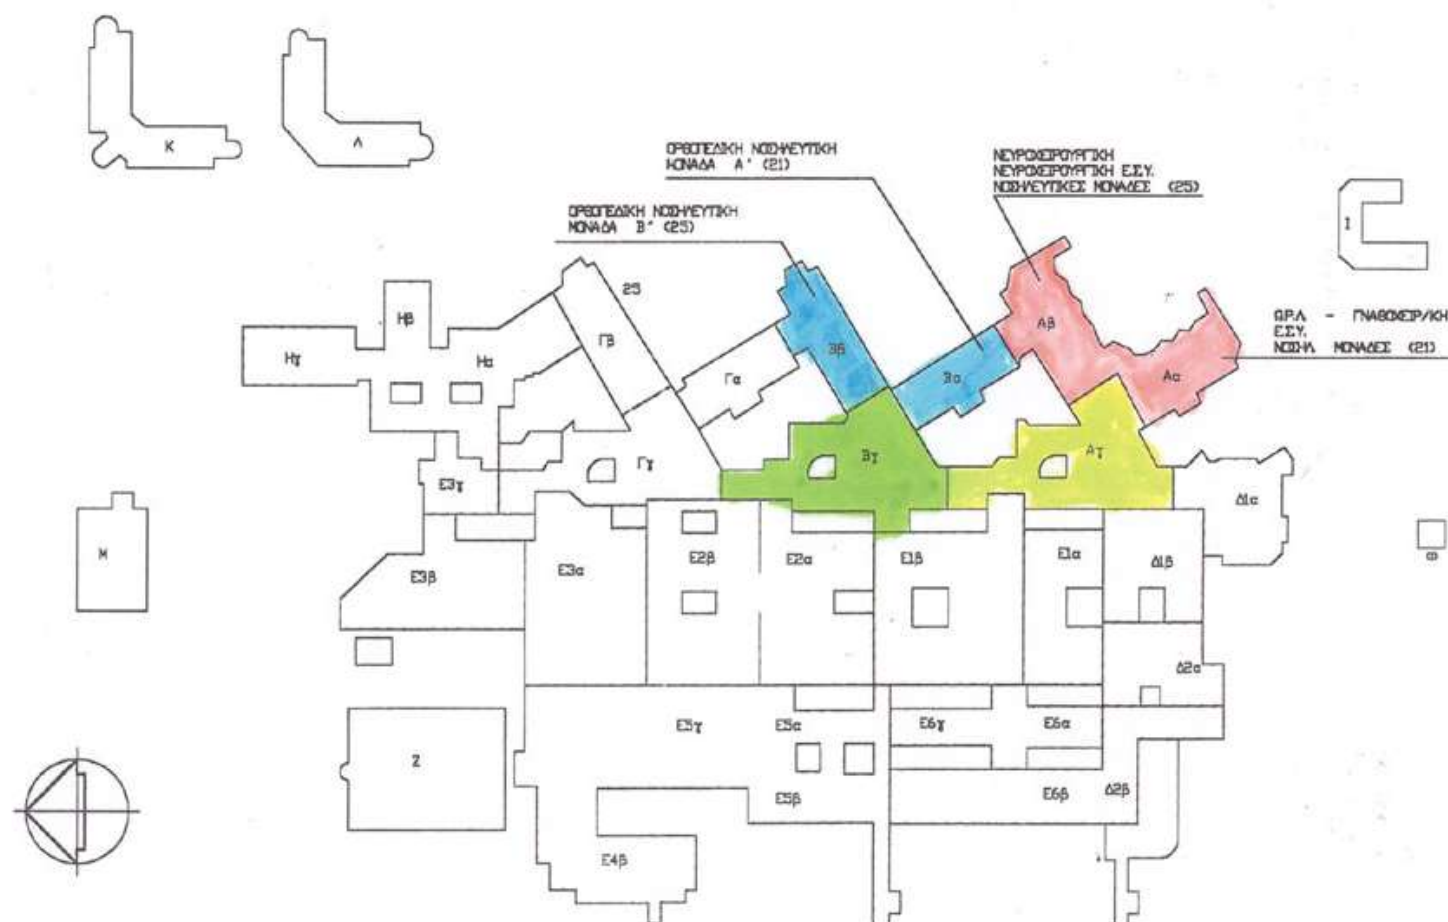 Κ
Λ
ΟΡΘΟΠΕΔΙΚΗ ΝΟΣΗΛΕΥΤΙΚΗ
ΜΟΝΑΔΑ Α' (21)
ΝΕΥΡΟΧΕΙΡΟΥΡΓΙΚΗ
ΝΕΥΡΟΧΕΙΡΟΥΡΓΙΚΗ Ε.Σ.Υ.
ΝΟΣΗΛΕΥΤΙΚΕΣ ΜΟΝΑΔΕΣ (25)
ΟΡΘΟΠΕΔΙΚΗ ΝΟΣΗΛΕΥΤΙΚΗ
ΜΟΝΑΔΑ Β' (25)
Ι
25
Ηβ
Ηγ
Ηα
Γβ
Γα
Ββ
Βα
Αβ
Αα
ΩΡΛ - ΓΝΑΘΟΧΕΙΡ/ΚΗ
Ε.Σ.Υ.
ΝΟΣΗΛ ΜΟΝΑΔΕΣ (21)
Ε3γ
Γγ
Βγ
Αγ
Δ1α
Μ
Ε3β
Ε3α
Ε2β
Ε2α
Ε1β
Ε1α
Δ1β
Θ
Δ2α
Ζ
Ε5γ
Ε5α
Ε6γ
Ε6α
Ε5β
Ε6β
Δ2β
Ε4β